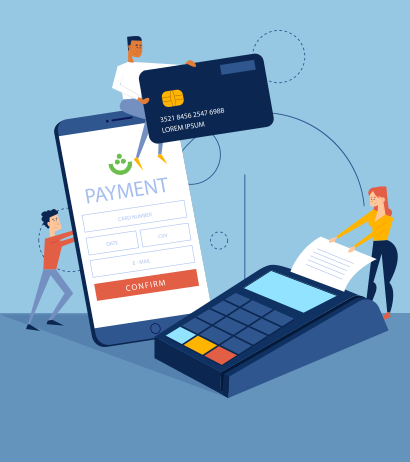 3521 8456 2547 6988
LOREM IPSUM
PAYMENT
CARD NUMBER
DATE
CVV
E - MAIL
CONFIRM